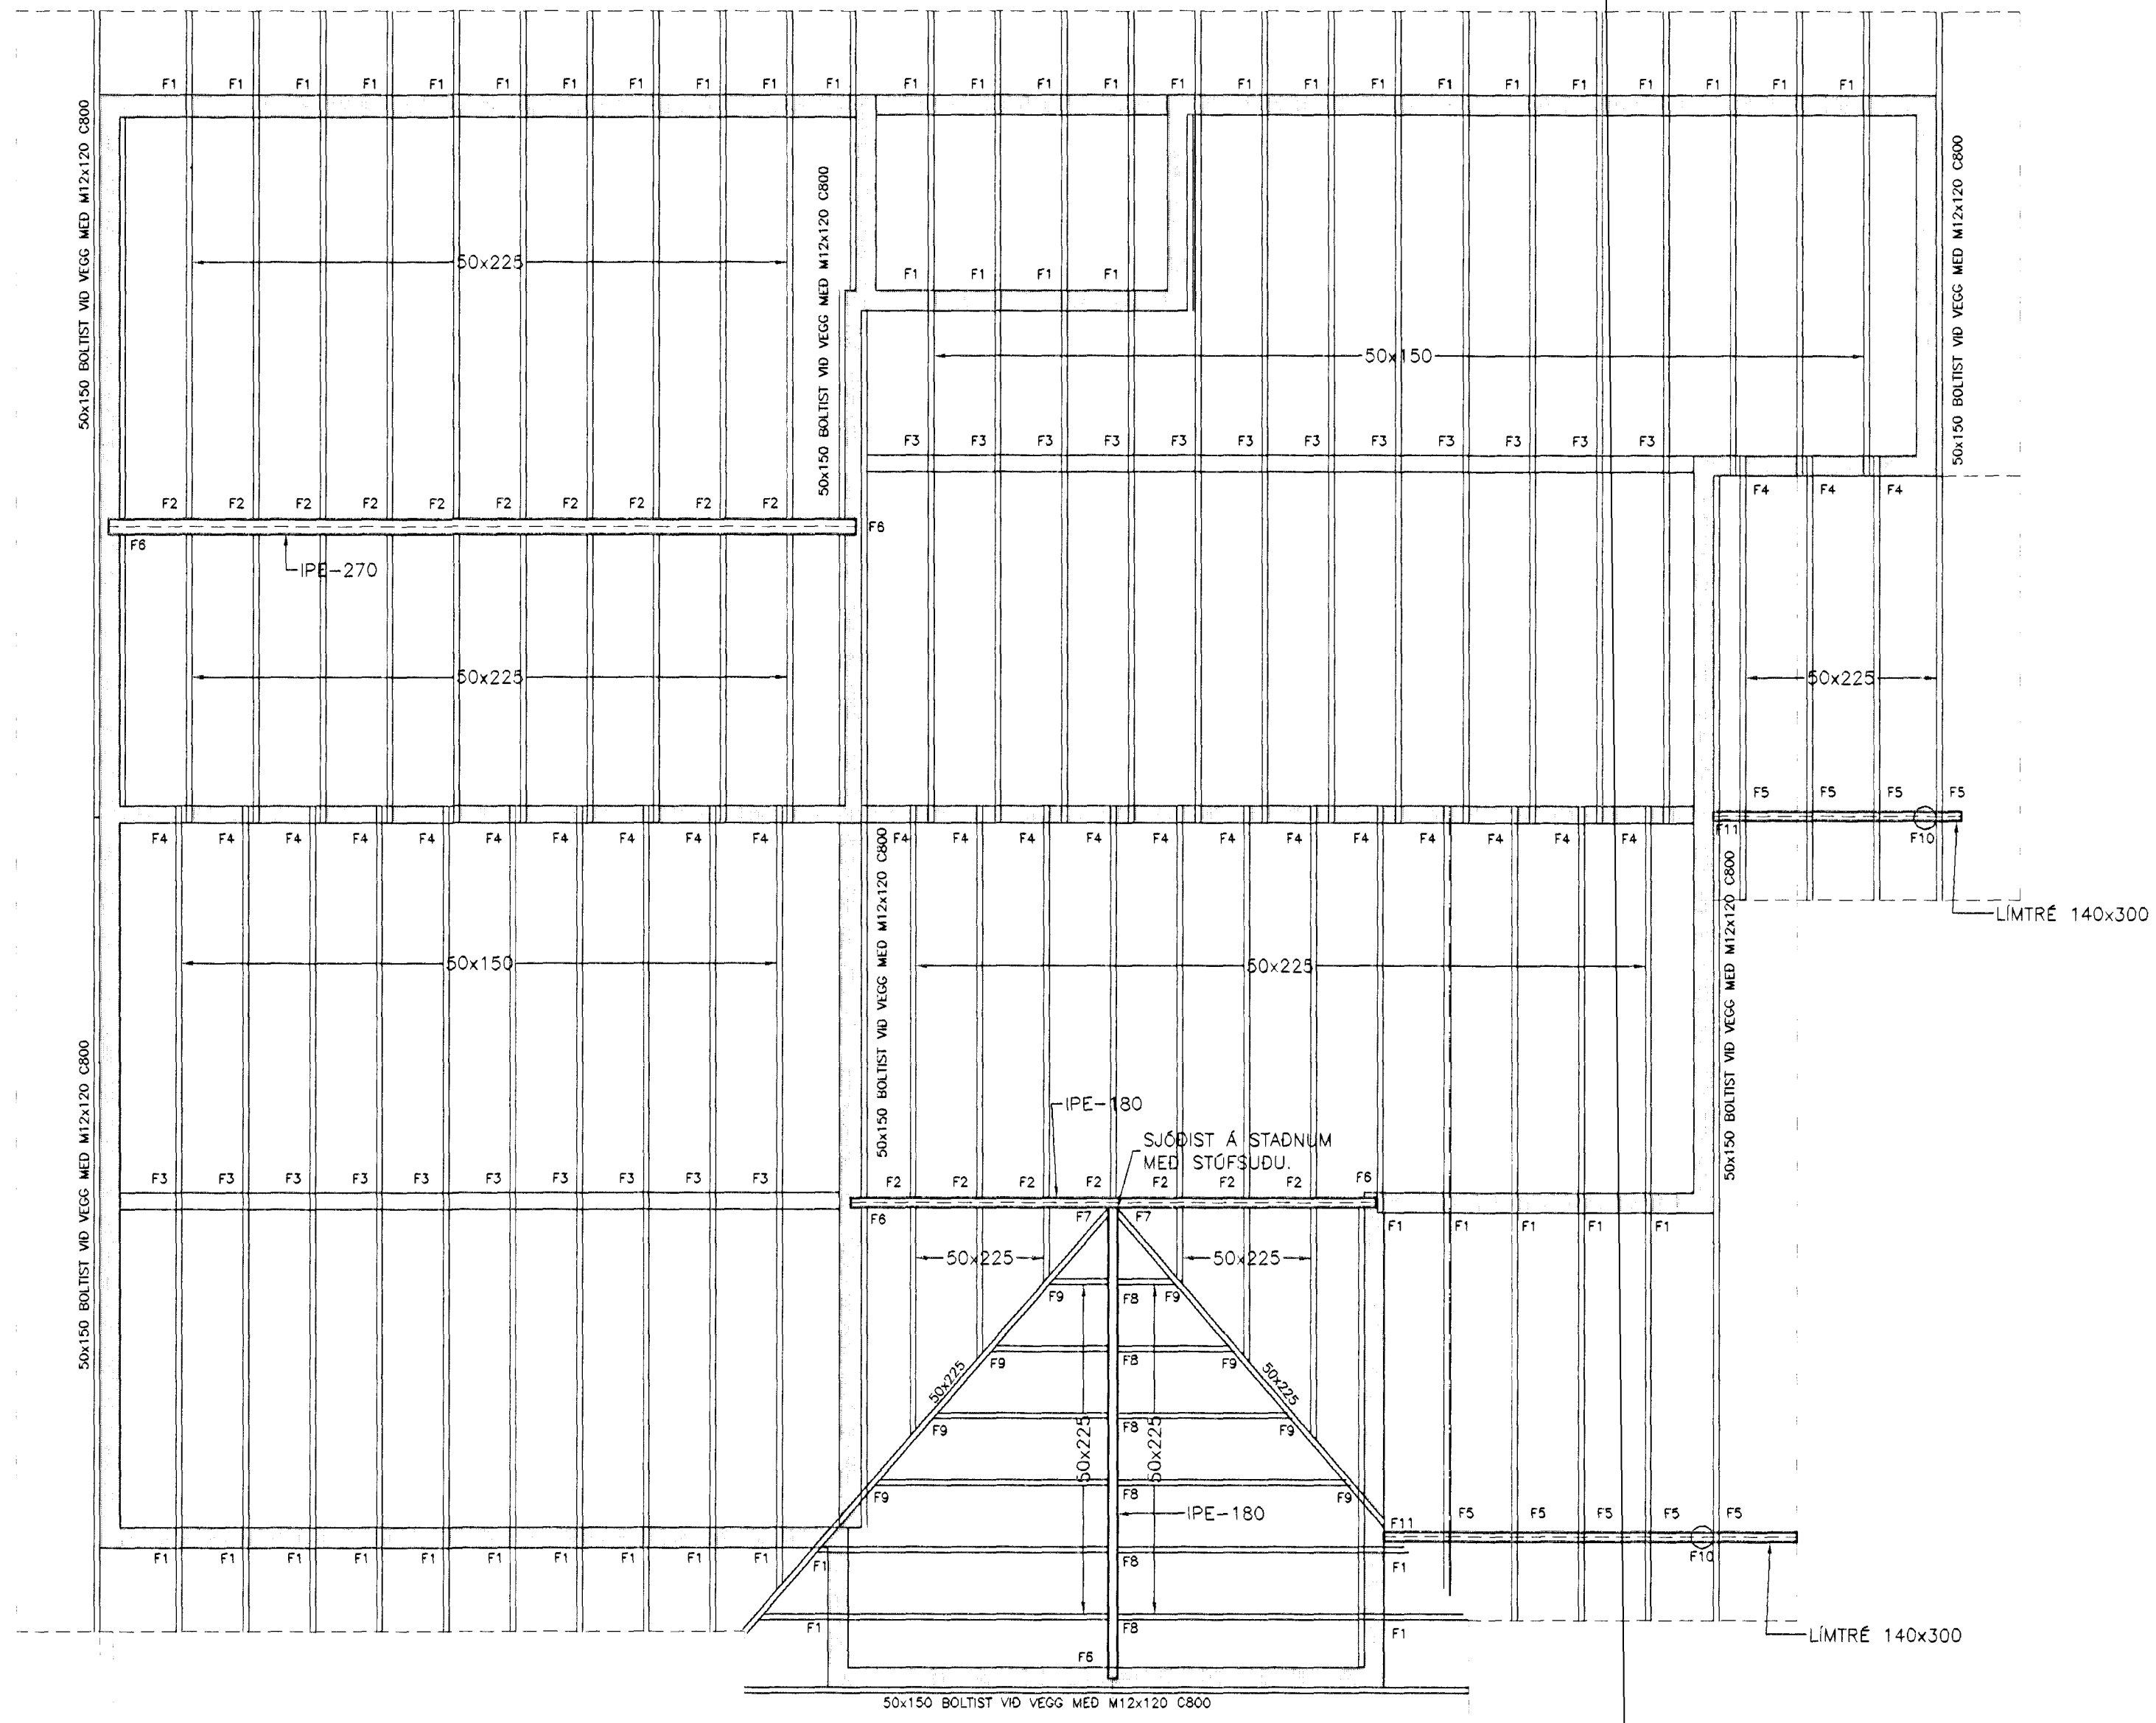 F1 F1 F1 F1 F1 F1 F1 F1 F1 F1 F1 F1 F1 F1 F1 F1 F1 F1 F1 F1 F1 F1 F1 F1 F1 F1
50x150 BOLTIST VIÐ VEGG MEÐ M12x120 C800
50x150 BOLTIST VIÐ VEGG MEÐ M12x120 C800
50x150 BOLTIST VIÐ VEGG MEÐ M12x120 C800
50x225
F1 F1 F1 F1
50x150
F3 F3 F3 F3 F3 F3 F3 F3 F3 F3 F3 F3
F4 F4 F4
F2 F2 F2 F2 F2 F2 F2 F2 F2 F2
F6
F6
IPE-270
50x225
50x225
F5 F5 F5 F5
F11
F10
F4 F4 F4 F4 F4 F4 F4 F4 F4 F4
F4 F4 F4 F4 F4 F4 F4 F4 F4 F4 F4 F4
LÍMTRÉ 140x300
50x150 BOLTIST VIÐ VEGG MEÐ M12x120 C800
50x150 BOLTIST VIÐ VEGG MEÐ M12x120 C800
50x150 BOLTIST VIÐ VEGG MEÐ M12x120 C800
50x150
50x225
IPE-180
SJÓÐIST Á STAÐNUM
MEÐ STÚFSUÐU.
F3 F3 F3 F3 F3 F3 F3 F3 F3 F3
F2 F2 F2 F2 F2 F2 F2
F6
F6
F7 F7
F1 F1 F1 F1 F1
50x225
50x225
F9 F8 F9
F9 F8 F9
50x225
50x225
F9 F8 F9
50x225
50x225
F9 F8 F9
IPE-180
F11
F5 F5 F5 F5 F5
F10
F1 F1 F1 F1 F1 F1 F1 F1 F1 F1
F1 F8 F1
F1 F8 F1
LÍMTRÉ 140x300
F6
50x150 BOLTIST VIÐ VEGG MEÐ M12x120 C800